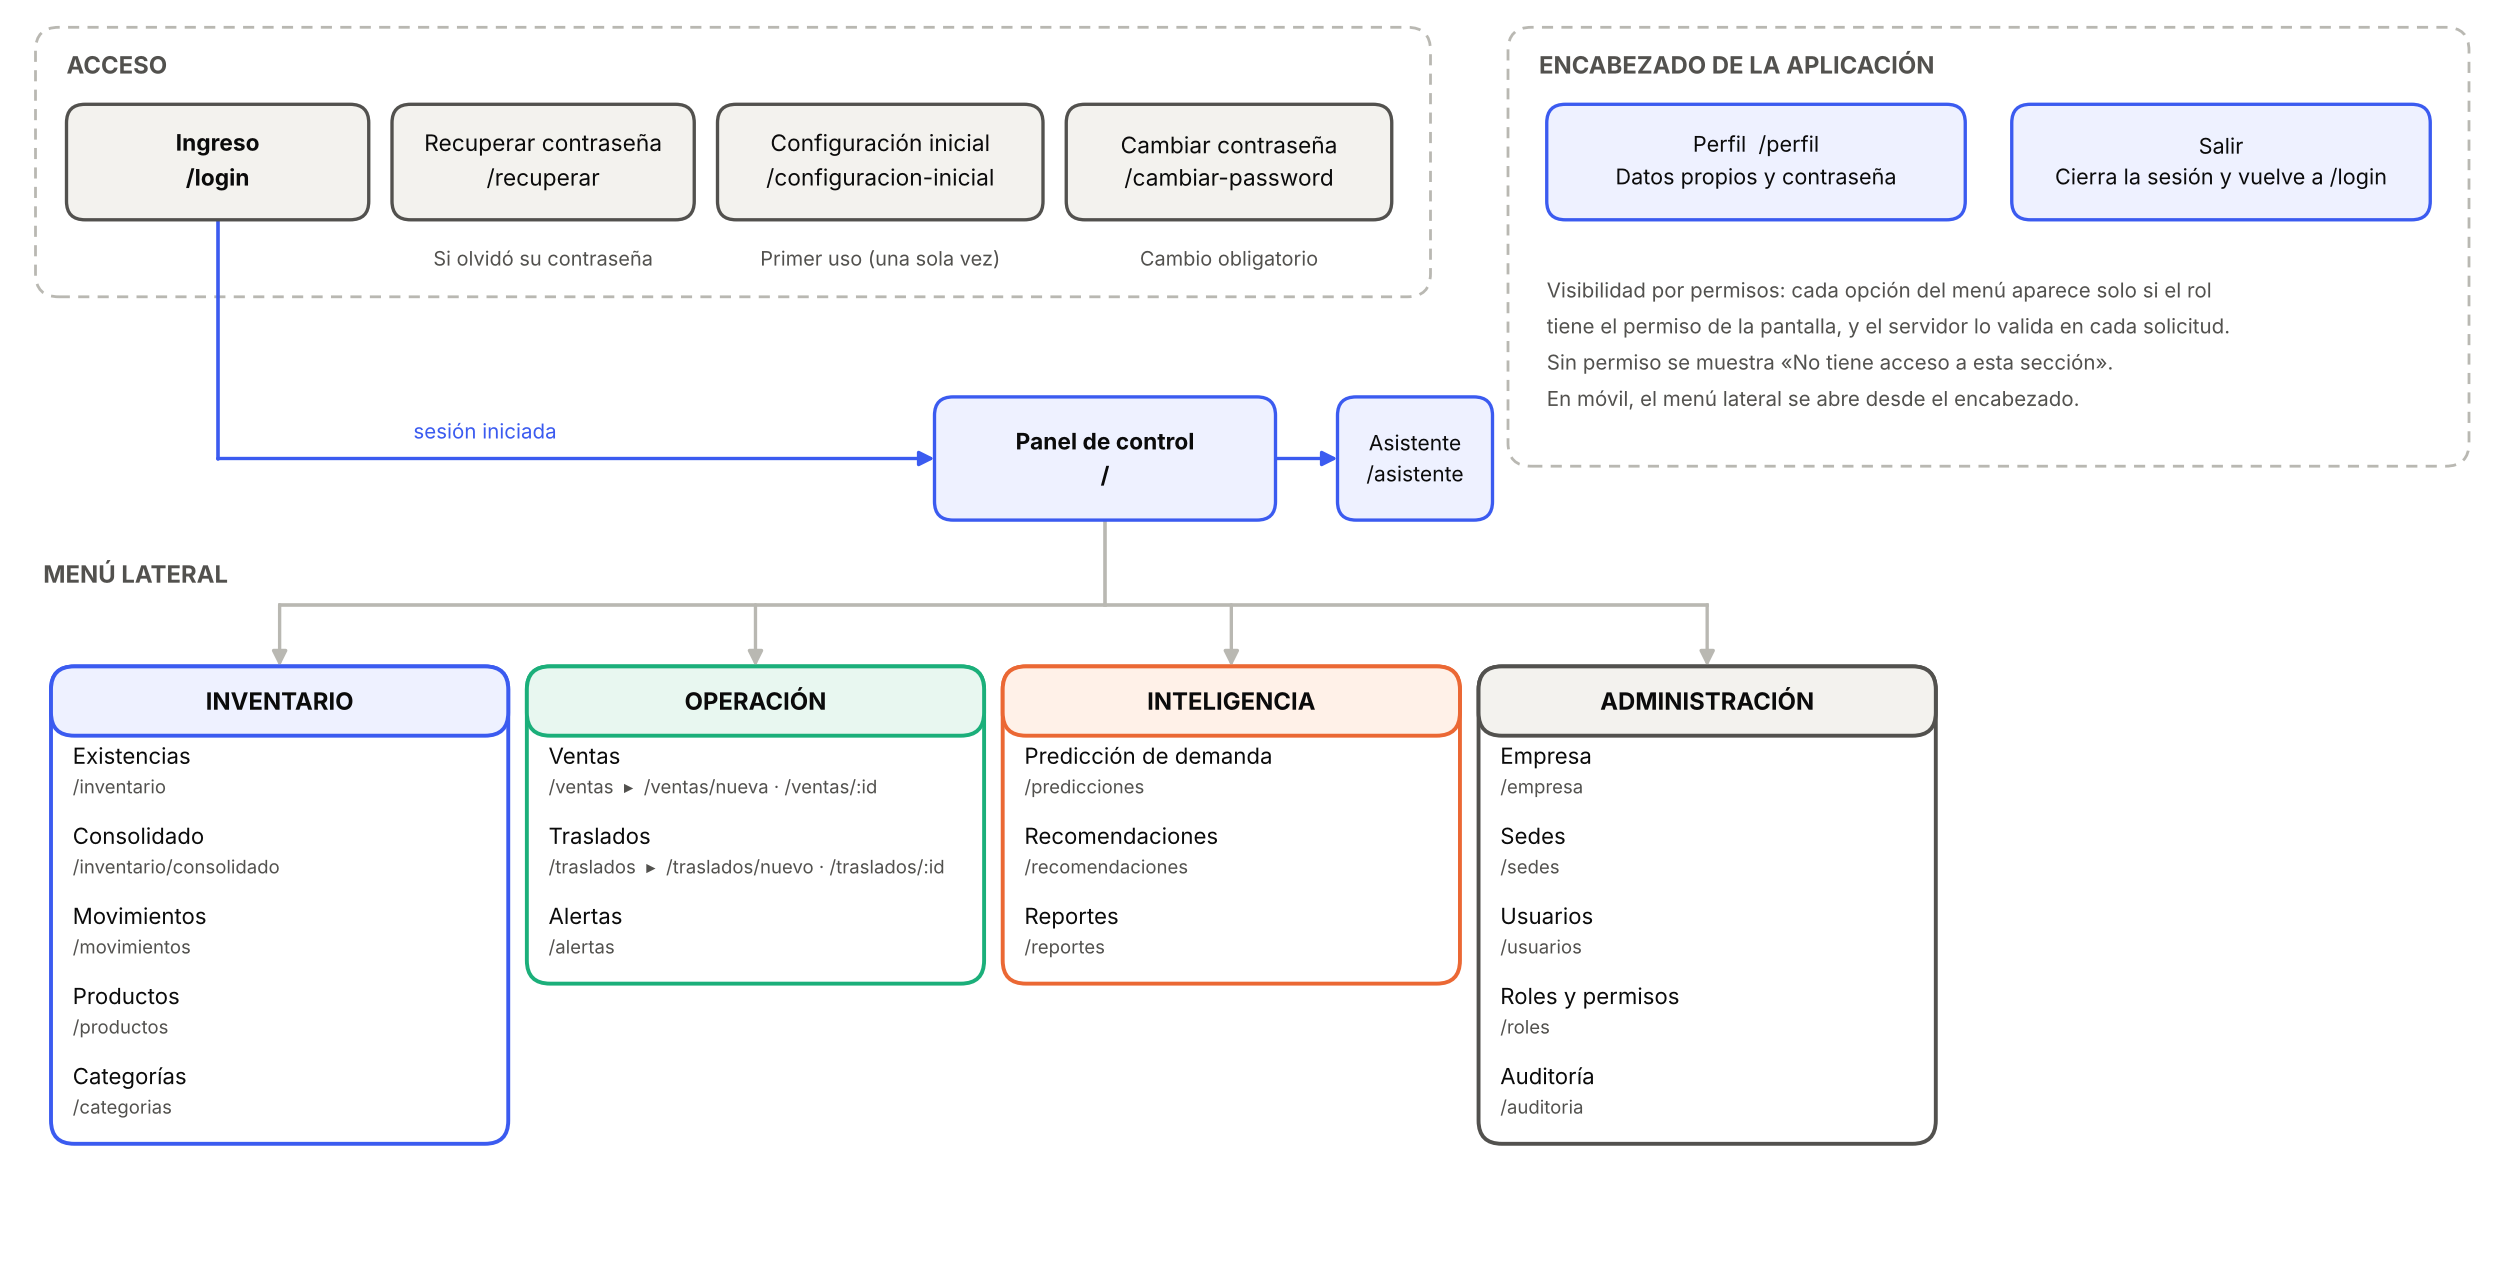 ACCESO
Ingreso
/login
Recuperar contraseña
/recuperar
Configuración inicial
/configuracion-inicial
Cambiar contraseña
/cambiar-password
Si olvidó su contraseña
Primer uso (una sola vez)
Cambio obligatorio
ENCABEZADO DE LA APLICACIÓN
Perfil  /perfil
Datos propios y contraseña
Salir
Cierra la sesión y vuelve a /login
Visibilidad por permisos: cada opción del menú aparece solo si el rol
tiene el permiso de la pantalla, y el servidor lo valida en cada solicitud.
Sin permiso se muestra «No tiene acceso a esta sección».
En móvil, el menú lateral se abre desde el encabezado.
sesión iniciada
Panel de control
/
Asistente
/asistente
MENÚ LATERAL
INVENTARIO
Existencias
/inventario
Consolidado
/inventario/consolidado
Movimientos
/movimientos
Productos
/productos
Categorías
/categorias
OPERACIÓN
Ventas
/ventas ▸ /ventas/nueva · /ventas/:id
Traslados
/traslados ▸ /traslados/nuevo · /traslados/:id
Alertas
/alertas
INTELIGENCIA
Predicción de demanda
/predicciones
Recomendaciones
/recomendaciones
Reportes
/reportes
ADMINISTRACIÓN
Empresa
/empresa
Sedes
/sedes
Usuarios
/usuarios
Roles y permisos
/roles
Auditoría
/auditoria